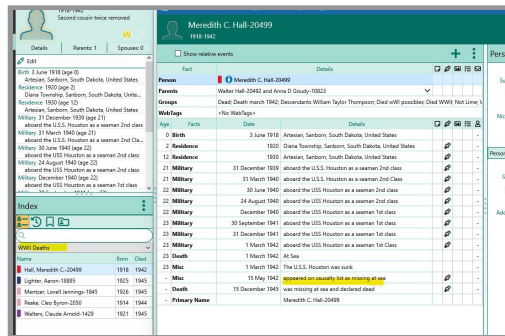 1918-1942
Second cousin twice removed
Details Parents: 1 Spouses: 0
Edit
Birth 3 June 1918 (age 0)
Artesian, Sanborn, South Dakota, United States
Residence 1920 (age 2)
Diana Township, Sanborn, South Dakota, Unite...
Residence 1930 (age 12)
Artesian, Sanborn, South Dakota, United States
Military 31 December 1939 (age 21)
aboard the U.S.S. Houston as a seaman 2nd class
Military 31 March 1940 (age 21)
aboard the U.S.S. Houston as a seaman 2nd Cla...
Military 30 June 1940 (age 22)
aboard the USS Houston as a seaman 2nd class
Military 24 August 1940 (age 22)
aboard the USS Houston as a seaman 2nd class
Military December 1940 (age 22)
aboard the USS Houston as a seaman 1st class
Index
WWII Deaths
Name Born Died
Hall, Meredith C.-20499 1918 1942
Lighter, Aaron-18895 1925 1945
Mentzer, Lovell Jennings-1845 1926 1945
Peake, Cleo Byron-2050 1914 1944
Walters, Claude Arnold-1429 1921 1945
Meredith C. Hall-20499
1918-1942
Show relative events
Fact Details
Person Meredith C. Hall-20499
Parents Walter Hall-20492 and Anna D Goudy-10823
Groups Dead; Death march 1942; Descendants William Taylor Thompson; Died wWII possibles; Died WWII; Not Lime;
WebTags <No WebTags>
Age Facts Date Details
0 Birth 3 June 1918 Artesian, Sanborn, South Dakota, United States
2 Residence 1920 Diana Township, Sanborn, South Dakota, United States
12 Residence 1930 Artesian, Sanborn, South Dakota, United States
21 Military 31 December 1939 aboard the U.S.S. Houston as a seaman 2nd class
21 Military 31 March 1940 aboard the U.S.S. Houston as a seaman 2nd Class
22 Military 30 June 1940 aboard the USS Houston as a seaman 2nd class
22 Military 24 August 1940 aboard the USS Houston as a seaman 2nd class
22 Military December 1940 aboard the USS Houston as a seaman 1st class
23 Military 30 September 1941 aboard the USS Houston as a seaman 1st class
23 Military 31 December 1941 aboard the USS Houston as a seaman 1st class
23 Military 1 March 1942 aboard the USS Houston as a seaman 1st Class
23 Death 1 March 1942 At Sea
23 Misc 1 March 1942 The U.S.S. Houston was sunk
- Misc 15 May 1942 appeared on casualty list as missing at sea
- Death 15 December 1945 was missing at sea and declared dead
- Primary Name Meredith C. Hall-20499
Pers
Su
Nic
Person
S
Add